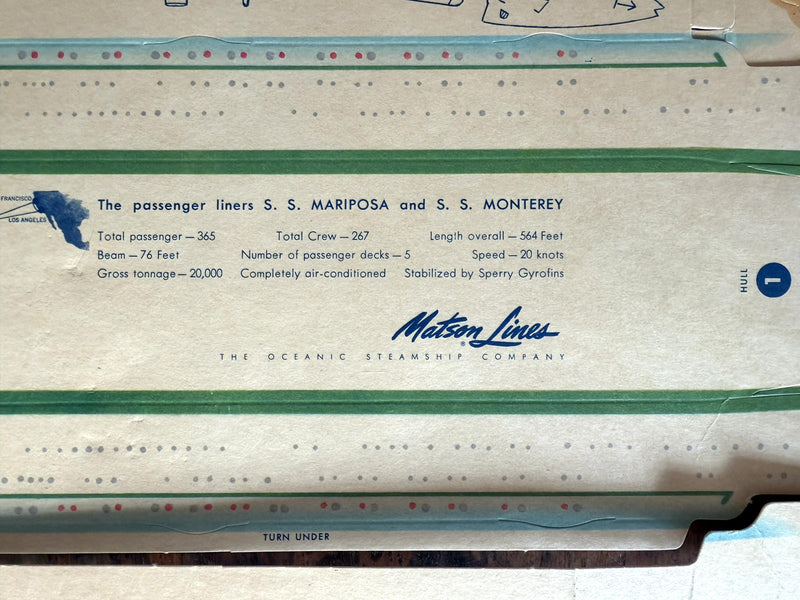 FRANCISCO
LOS ANGELES
The passenger liners S. S. MARIPOSA and S. S. MONTEREY
Total passenger — 365 Total Crew — 267 Length overall — 564 Feet
Beam — 76 Feet Number of passenger decks — 5 Speed — 20 knots
Gross tonnage — 20,000 Completely air-conditioned Stabilized by Sperry Gyrofins
HULL 1
Matson Lines ®
THE OCEANIC STEAMSHIP COMPANY
TURN UNDER